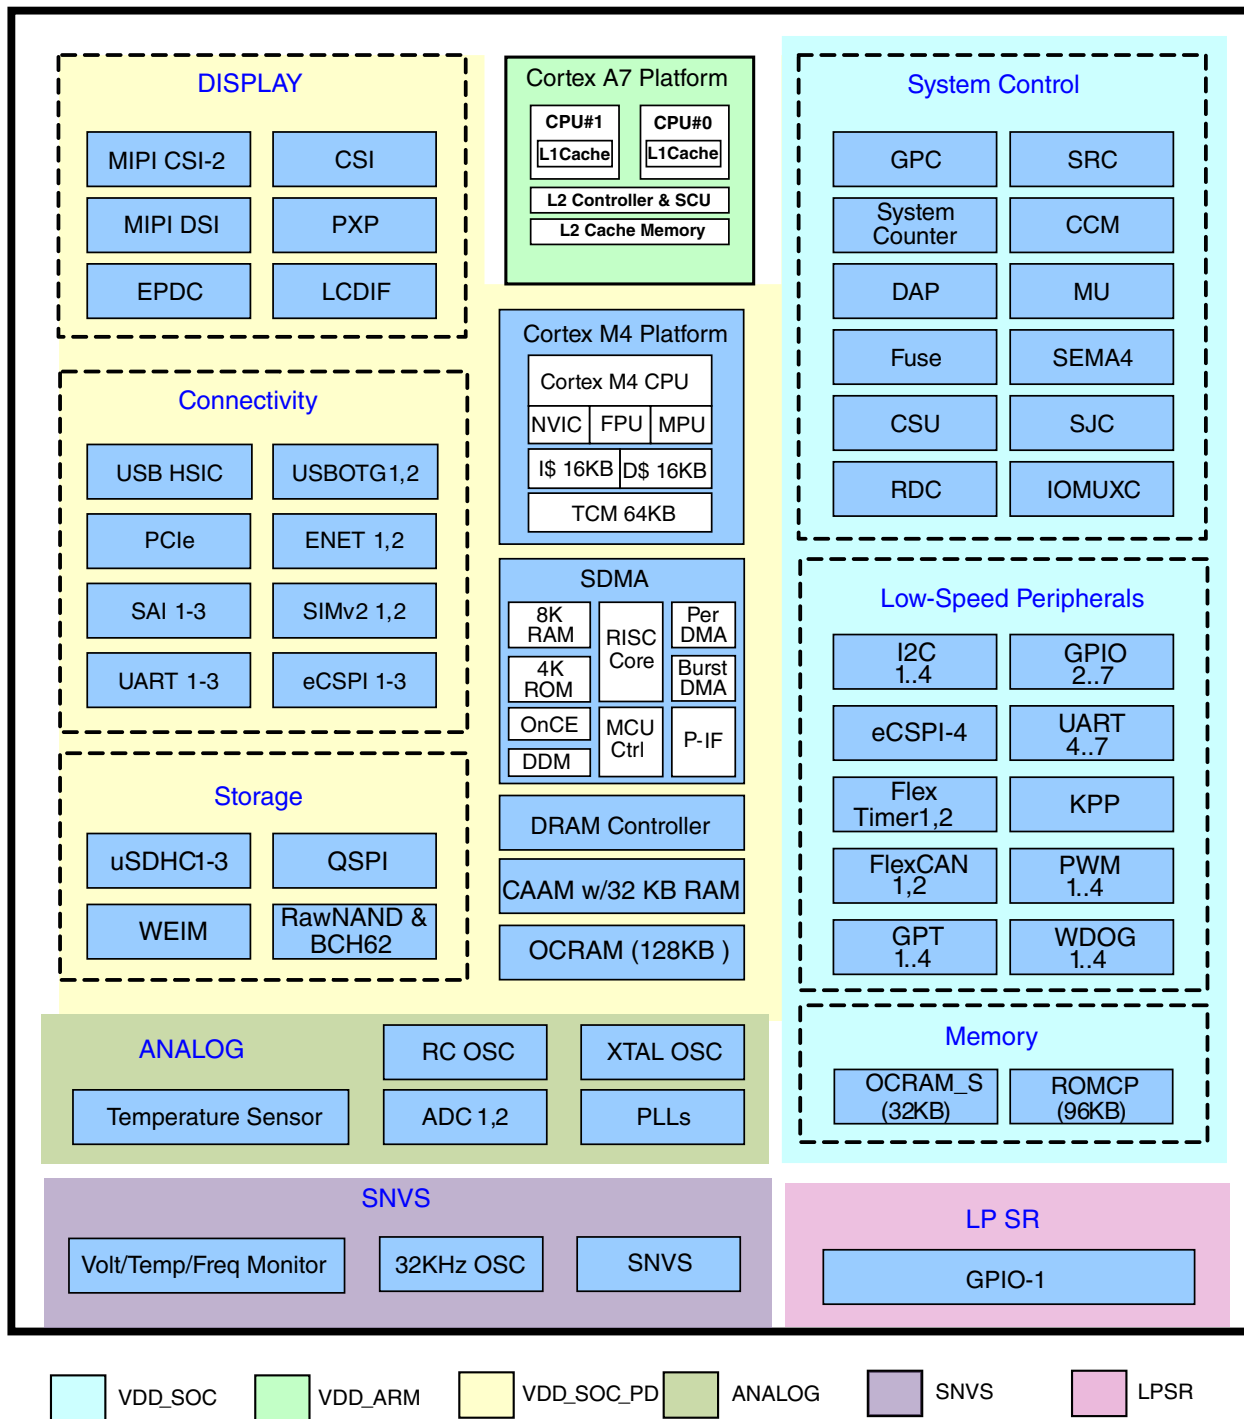 DISPLAY
MIPI CSI-2
CSI
MIPI DSI
PXP
EPDC
LCDIF
Connectivity
USB HSIC
USBOTG1,2
PCIe
ENET 1,2
SAI 1-3
SIMv2 1,2
UART 1-3
eCSPI 1-3
Storage
uSDHC1-3
QSPI
WEIM
RawNAND &
BCH62
Cortex A7 Platform
CPU#1
L1Cache
CPU#0
L1Cache
L2 Controller & SCU
L2 Cache Memory
Cortex M4 Platform
Cortex M4 CPU
NVIC
FPU
MPU
I$ 16KB
D$ 16KB
TCM 64KB
SDMA
8K
RAM
RISC
Core
Per
DMA
4K
ROM
Burst
DMA
OnCE
MCU
Ctrl
P-IF
DDM
DRAM Controller
CAAM w/32 KB RAM
OCRAM (128KB )
System Control
GPC
SRC
System
Counter
CCM
DAP
MU
Fuse
SEMA4
CSU
SJC
RDC
IOMUXC
Low-Speed Peripherals
I2C
1..4
GPIO
2..7
eCSPI-4
UART
4..7
Flex
Timer1,2
KPP
FlexCAN
1,2
PWM
1..4
GPT
1..4
WDOG
1..4
Memory
OCRAM_S
(32KB)
ROMCP
(96KB)
ANALOG
RC OSC
XTAL OSC
Temperature Sensor
ADC 1,2
PLLs
SNVS
Volt/Temp/Freq Monitor
32KHz OSC
SNVS
LP SR
GPIO-1
VDD_SOC
VDD_ARM
VDD_SOC_PD
ANALOG
SNVS
LPSR